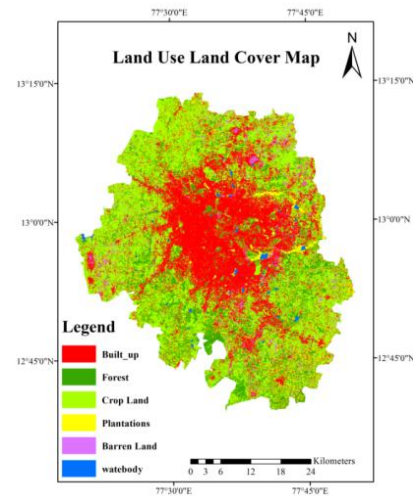 77°30'0"E 77°45'0"E
N
Land Use Land Cover Map
13°15'0"N 13°15'0"N
13°0'0"N 13°0'0"N
12°45'0"N 12°45'0"N
Legend
Built_up
Forest
Crop Land
Plantations
Barren Land
watebody
Kilometers
0 3 6 12 18 24
77°30'0"E 77°45'0"E